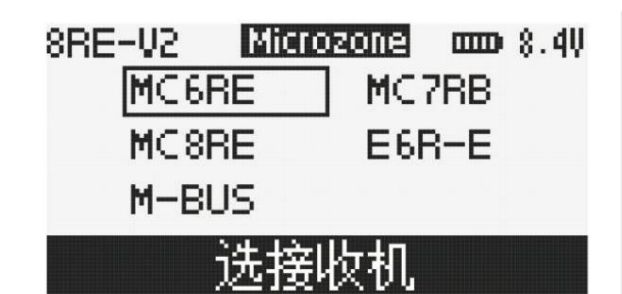 8RE-V2 Microzone 8.4V
MC6RE MC7RB
MC8RE E6R-E
M-BUS
选接收机